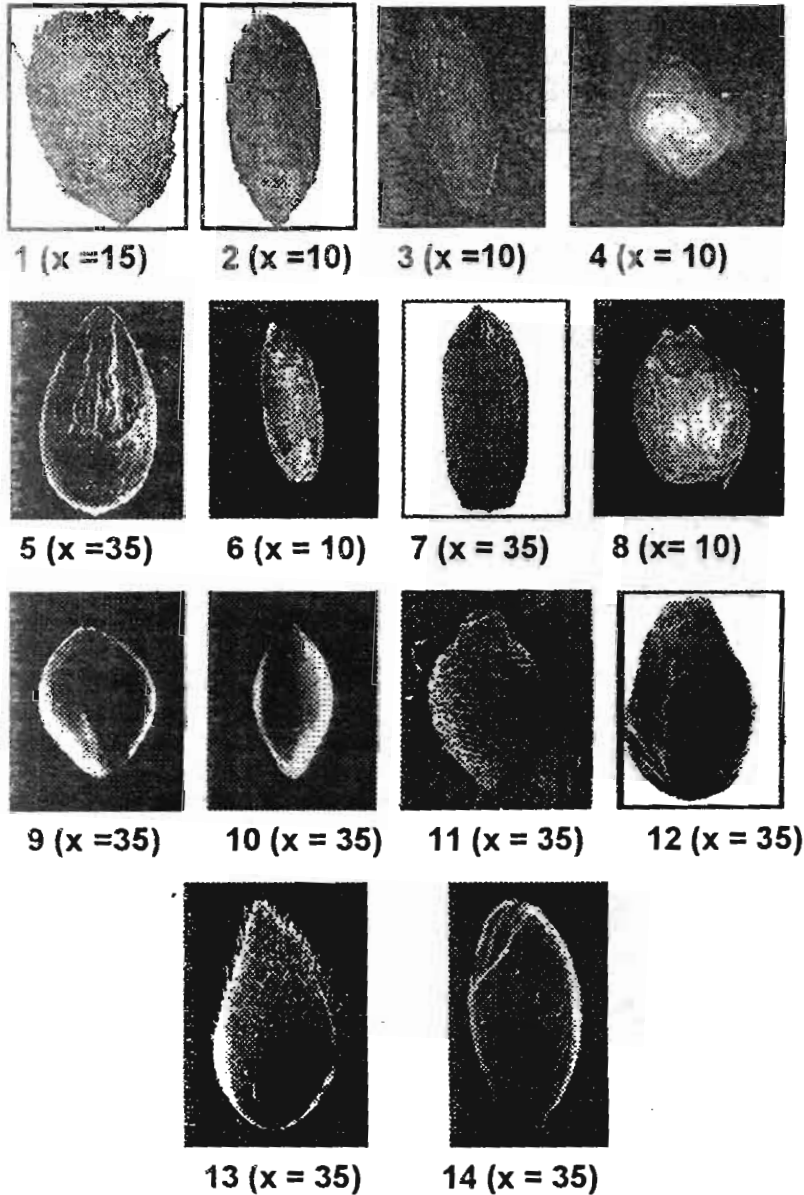 1 (x =15) 2 (x =10) 3 (x =10) 4 (x = 10)
5 (x =35) 6 (x = 10) 7 (x = 35) 8 (x= 10)
9 (x =35) 10 (x = 35) 11 (x = 35) 12 (x = 35)
13 (x = 35) 14 (x = 35)